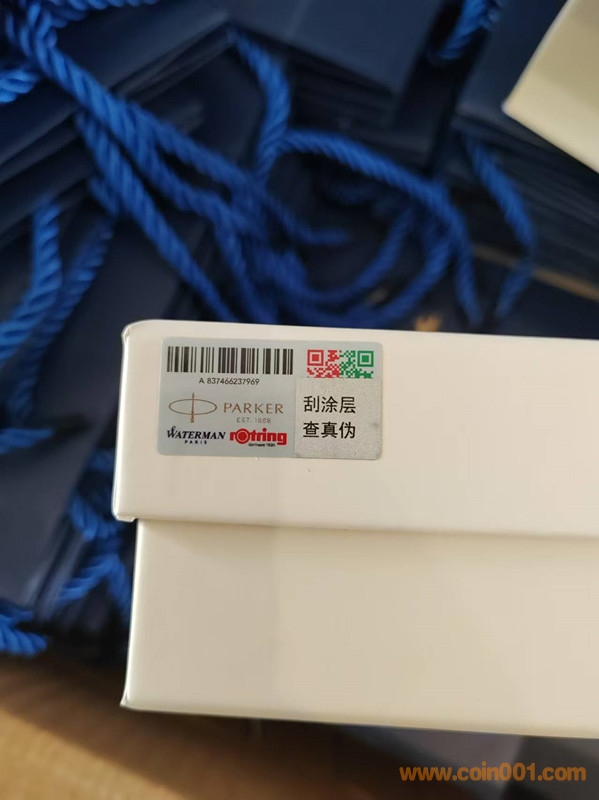 A 837466237969
PARKER
EST. 1888
刮涂层
查真伪
WATERMAN
PARIS
rotring
www.coin001.com